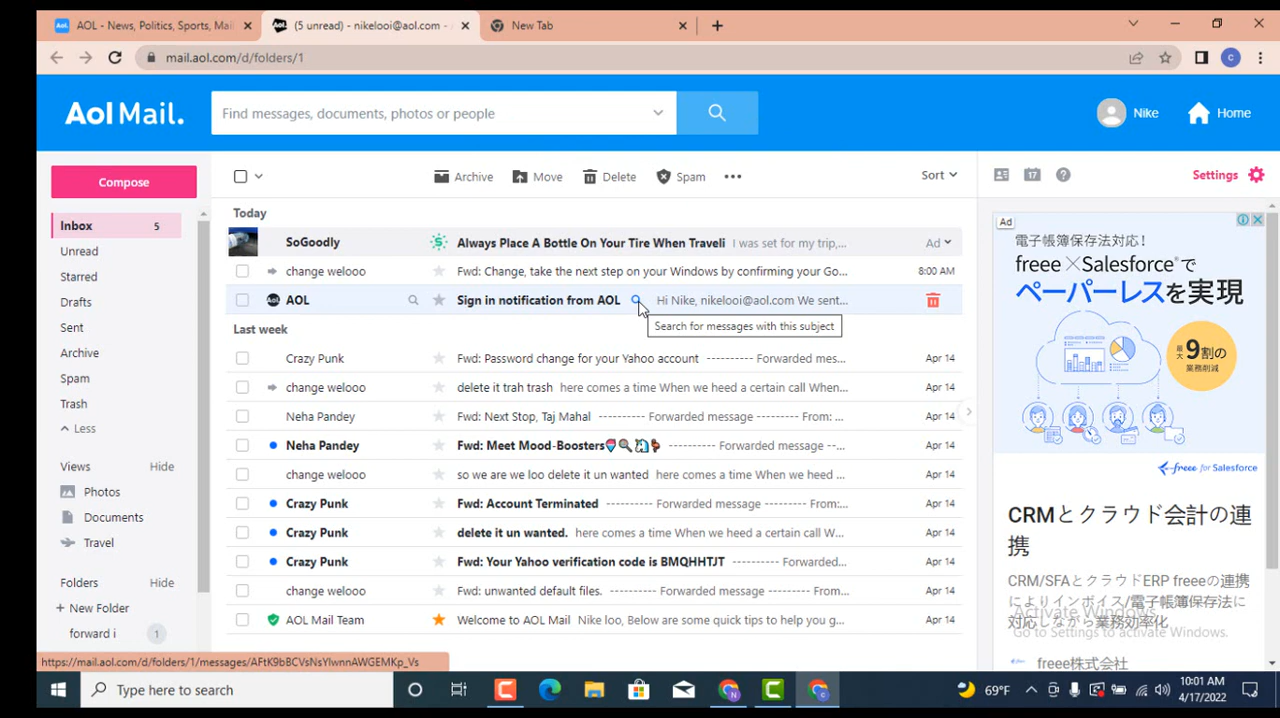 AOL - News, Politics, Sports, Mail
(5 unread) - nikelooi@aol.com -
New Tab
mail.aol.com/d/folders/1
C
Aol Mail.
Find messages, documents, photos or people
Nike
Home
Compose
Archive
Move
Delete
Spam
Sort
17
Settings
Inbox 5
Unread
Starred
Drafts
Sent
Archive
Spam
Trash
Less
Views Hide
Photos
Documents
Travel
Folders Hide
+ New Folder
forward i 1
Today
SoGoodly Always Place A Bottle On Your Tire When Traveli I was set for my trip,... Ad
change welooo Fwd: Change, take the next step on your Windows by confirming your Go... 8:00 AM
AOL Sign in notification from AOL Hi Nike, nikelooi@aol.com We sent...
Search for messages with this subject
Last week
Crazy Punk Fwd: Password change for your Yahoo account ---------- Forwarded mes... Apr 14
change welooo delete it trah trash here comes a time When we heed a certain call When... Apr 14
Neha Pandey Fwd: Next Stop, Taj Mahal ---------- Forwarded message --------- From:... Apr 14
Neha Pandey Fwd: Meet Mood-Boosters ---------- Forwarded message --... Apr 14
change welooo so we are we loo delete it un wanted here comes a time When we heed ... Apr 14
Crazy Punk Fwd: Account Terminated ---------- Forwarded message --------- From:... Apr 14
Crazy Punk delete it un wanted. here comes a time When we heed a certain call W... Apr 14
Crazy Punk Fwd: Your Yahoo verification code is BMQHHTJT ---------- Forwarded... Apr 14
change welooo Fwd: unwanted default files. ---------- Forwarded message --------- From:... Apr 14
AOL Mail Team Welcome to AOL Mail Nike loo, Below are some quick tips to help you g... Apr 14
Ad
電子帳簿保存法対応!
freee×Salesforceで
ペーパーレスを実現
最大9割の
業務削減
freee for Salesforce
CRMとクラウド会計の連
携
CRM/SFAとクラウドERP freeeの連携
によりインボイス/電子帳簿保存法に
対応しながら業務効率化
Activate Windows
Go to Settings to activate Windows.
freee株式会社
https://mail.aol.com/d/folders/1/messages/AFtK9bBCVsNsYIwnnAWGEMKp_Vs
Type here to search
69°F
10:01 AM
4/17/2022